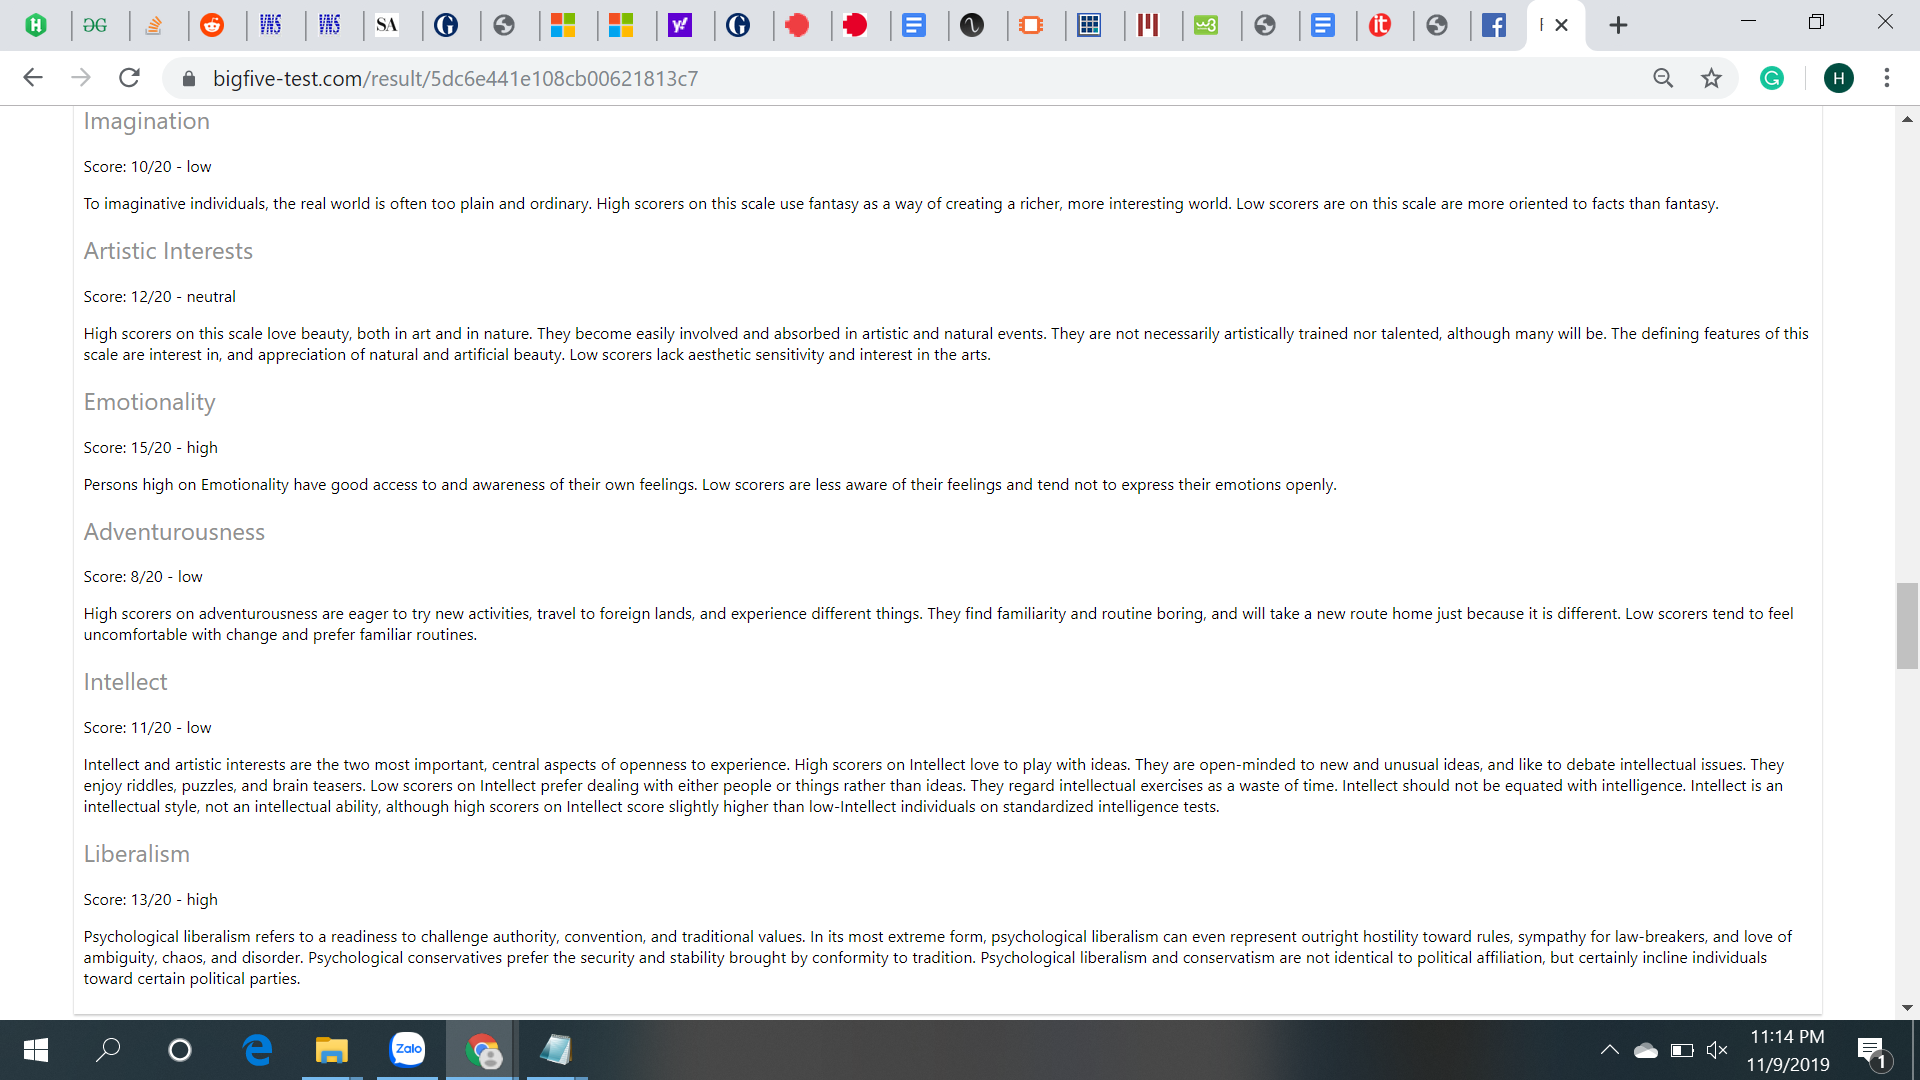 bigfive-test.com/result/5dc6e441e108cb00621813c7
H
Imagination
Score: 10/20 - low
To imaginative individuals, the real world is often too plain and ordinary. High scorers on this scale use fantasy as a way of creating a richer, more interesting world. Low scorers are on this scale are more oriented to facts than fantasy.
Artistic Interests
Score: 12/20 - neutral
High scorers on this scale love beauty, both in art and in nature. They become easily involved and absorbed in artistic and natural events. They are not necessarily artistically trained nor talented, although many will be. The defining features of this
scale are interest in, and appreciation of natural and artificial beauty. Low scorers lack aesthetic sensitivity and interest in the arts.
Emotionality
Score: 15/20 - high
Persons high on Emotionality have good access to and awareness of their own feelings. Low scorers are less aware of their feelings and tend not to express their emotions openly.
Adventurousness
Score: 8/20 - low
High scorers on adventurousness are eager to try new activities, travel to foreign lands, and experience different things. They find familiarity and routine boring, and will take a new route home just because it is different. Low scorers tend to feel
uncomfortable with change and prefer familiar routines.
Intellect
Score: 11/20 - low
Intellect and artistic interests are the two most important, central aspects of openness to experience. High scorers on Intellect love to play with ideas. They are open-minded to new and unusual ideas, and like to debate intellectual issues. They
enjoy riddles, puzzles, and brain teasers. Low scorers on Intellect prefer dealing with either people or things rather than ideas. They regard intellectual exercises as a waste of time. Intellect should not be equated with intelligence. Intellect is an
intellectual style, not an intellectual ability, although high scorers on Intellect score slightly higher than low-Intellect individuals on standardized intelligence tests.
Liberalism
Score: 13/20 - high
Psychological liberalism refers to a readiness to challenge authority, convention, and traditional values. In its most extreme form, psychological liberalism can even represent outright hostility toward rules, sympathy for law-breakers, and love of
ambiguity, chaos, and disorder. Psychological conservatives prefer the security and stability brought by conformity to tradition. Psychological liberalism and conservatism are not identical to political affiliation, but certainly incline individuals
toward certain political parties.
Zalo
11:14 PM
11/9/2019
1